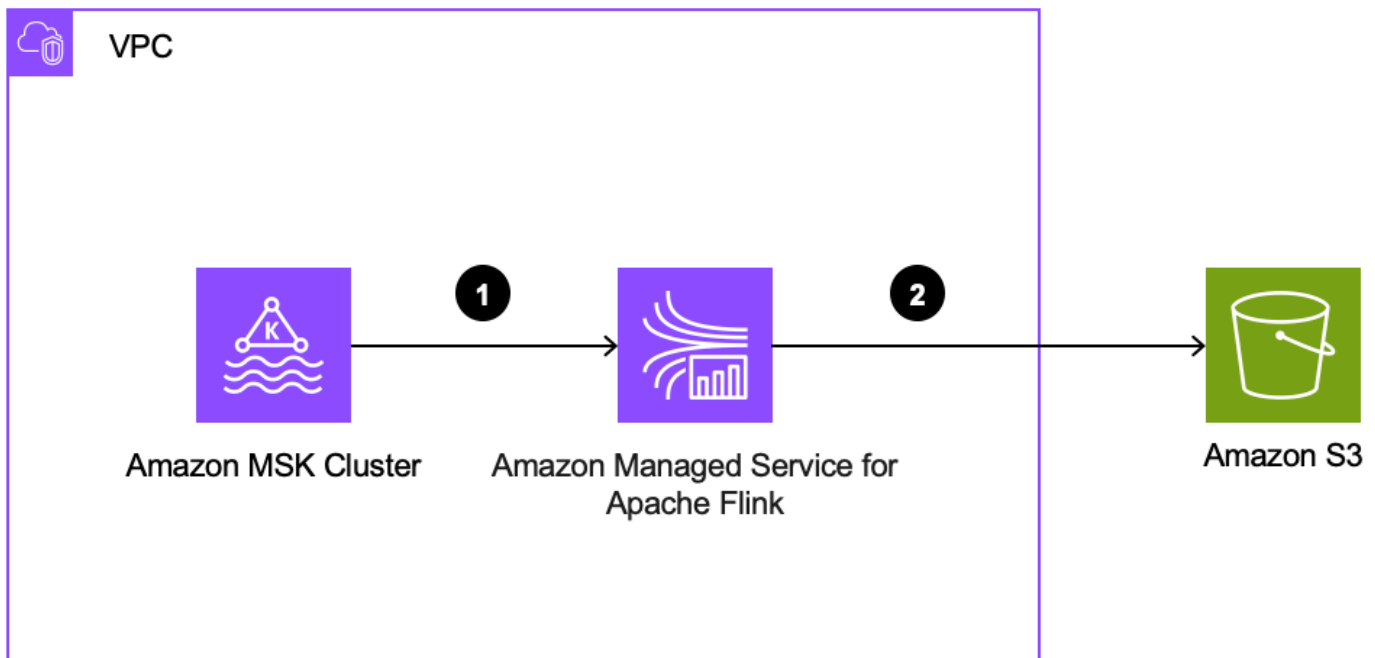 VPC
1
2
K
Amazon MSK Cluster
Amazon Managed Service for
Apache Flink
Amazon S3